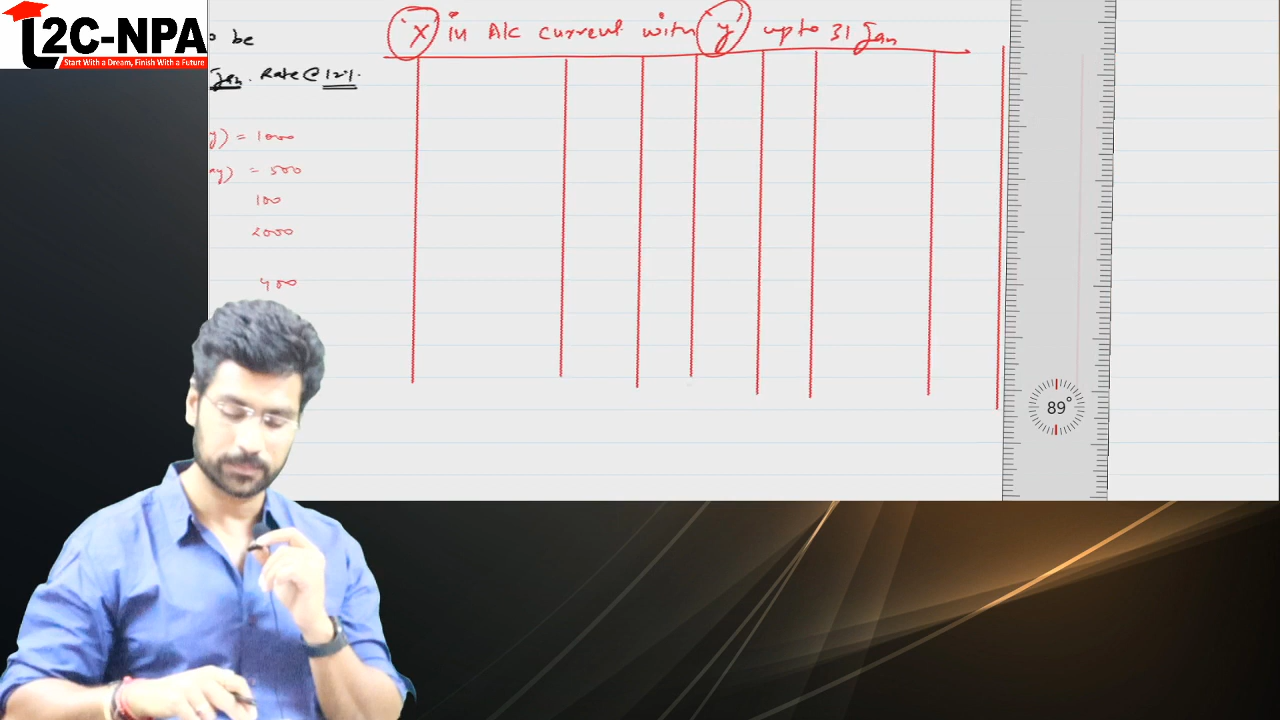 L2C-NPA
Start With a Dream, Finish With a Future
'X' in A/c current with 'y' upto 31 Jan
o be
Jan. Rate @ 12%.
y) = 1000
ay) = 500
100
2000
400
89°